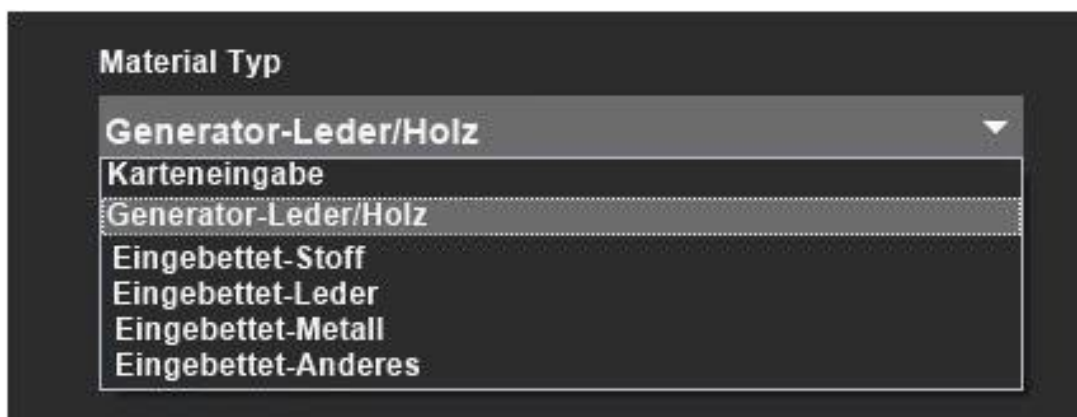 Material Typ
Generator-Leder/Holz
Karteneingabe
Generator-Leder/Holz
Eingebettet-Stoff
Eingebettet-Leder
Eingebettet-Metall
Eingebettet-Anderes